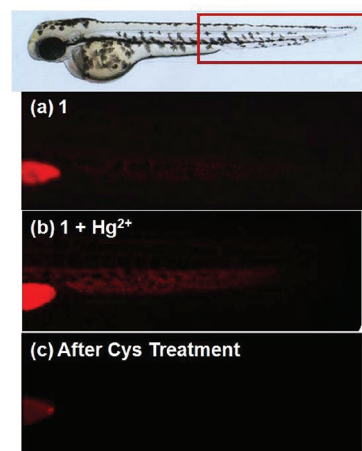 (a) 1
(b) 1 + Hg²⁺
(c) After Cys Treatment